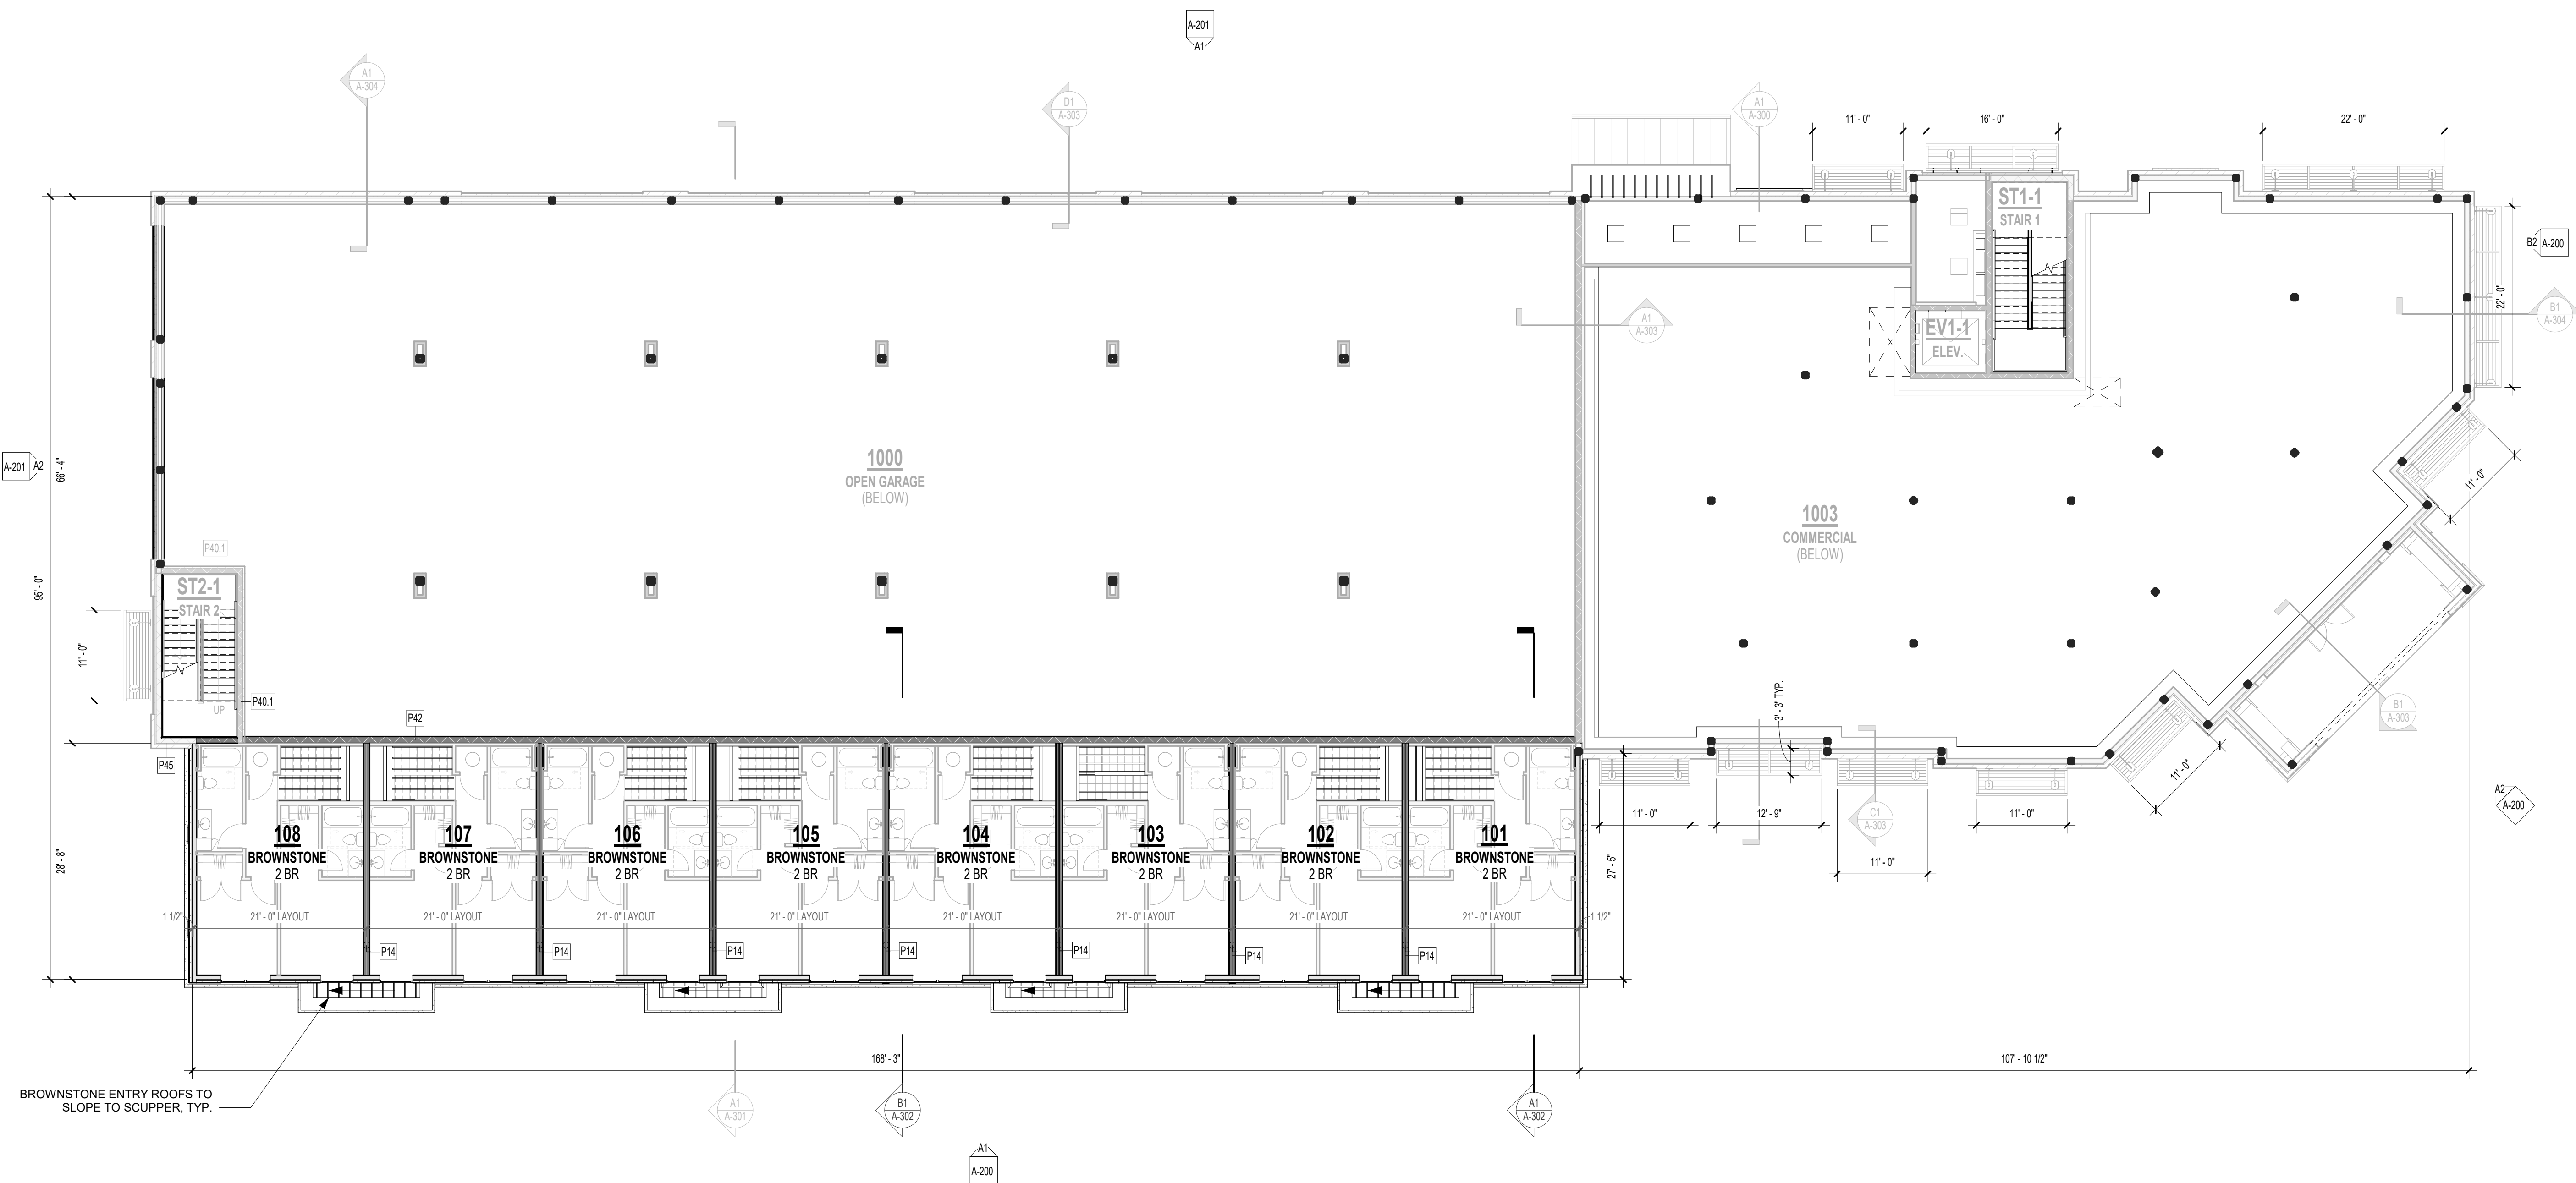 A-201
A1
A1
A-304
D1
A-303
A1
A-300
11' - 0"
16' - 0"
22' - 0"
ST1-1
STAIR 1
B2
A-200
22' - 0"
B1
A-304
A1
A-303
EV1-1
ELEV.
A-201
A2
66' - 4"
95' - 0"
1000
OPEN GARAGE
(BELOW)
1003
COMMERCIAL
(BELOW)
11' - 0"
P40.1
ST2-1
STAIR 2
11' - 0"
UP
P40.1
P42
P45
3' - 3" TYP.
B1
A-303
11' - 0"
A2
A-200
11' - 0"
12' - 9"
C1
A-303
11' - 0"
11' - 0"
28' - 8"
27' - 5"
108
BROWNSTONE
2 BR
107
BROWNSTONE
2 BR
106
BROWNSTONE
2 BR
105
BROWNSTONE
2 BR
104
BROWNSTONE
2 BR
103
BROWNSTONE
2 BR
102
BROWNSTONE
2 BR
101
BROWNSTONE
2 BR
1 1/2"
21' - 0" LAYOUT
21' - 0" LAYOUT
21' - 0" LAYOUT
21' - 0" LAYOUT
21' - 0" LAYOUT
21' - 0" LAYOUT
21' - 0" LAYOUT
21' - 0" LAYOUT
1 1/2"
P14
P14
P14
P14
P14
P14
P14
168' - 3"
107' - 10 1/2"
BROWNSTONE ENTRY ROOFS TO
SLOPE TO SCUPPER, TYP.
A1
A-301
B1
A-302
A1
A-302
A1
A-200